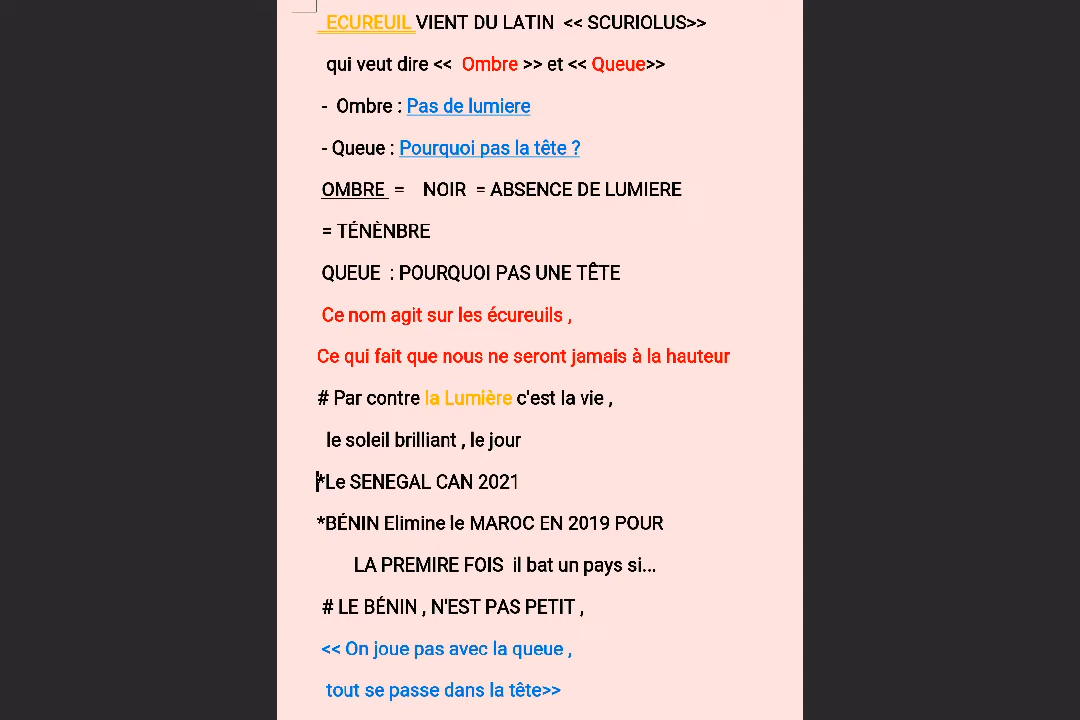 ECUREUIL VIENT DU LATIN << SCURIOLUS>>
qui veut dire << Ombre >> et << Queue>>
- Ombre : Pas de lumiere
- Queue : Pourquoi pas la tête ?
OMBRE = NOIR = ABSENCE DE LUMIERE
= TÉNÈNBRE
QUEUE : POURQUOI PAS UNE TÊTE
Ce nom agit sur les écureuils ,
Ce qui fait que nous ne seront jamais à la hauteur
# Par contre la Lumière c'est la vie ,
le soleil brilliant , le jour
*Le SENEGAL CAN 2021
*BÉNIN Elimine le MAROC EN 2019 POUR
LA PREMIRE FOIS il bat un pays si...
# LE BÉNIN , N'EST PAS PETIT ,
<< On joue pas avec la queue ,
tout se passe dans la tête>>